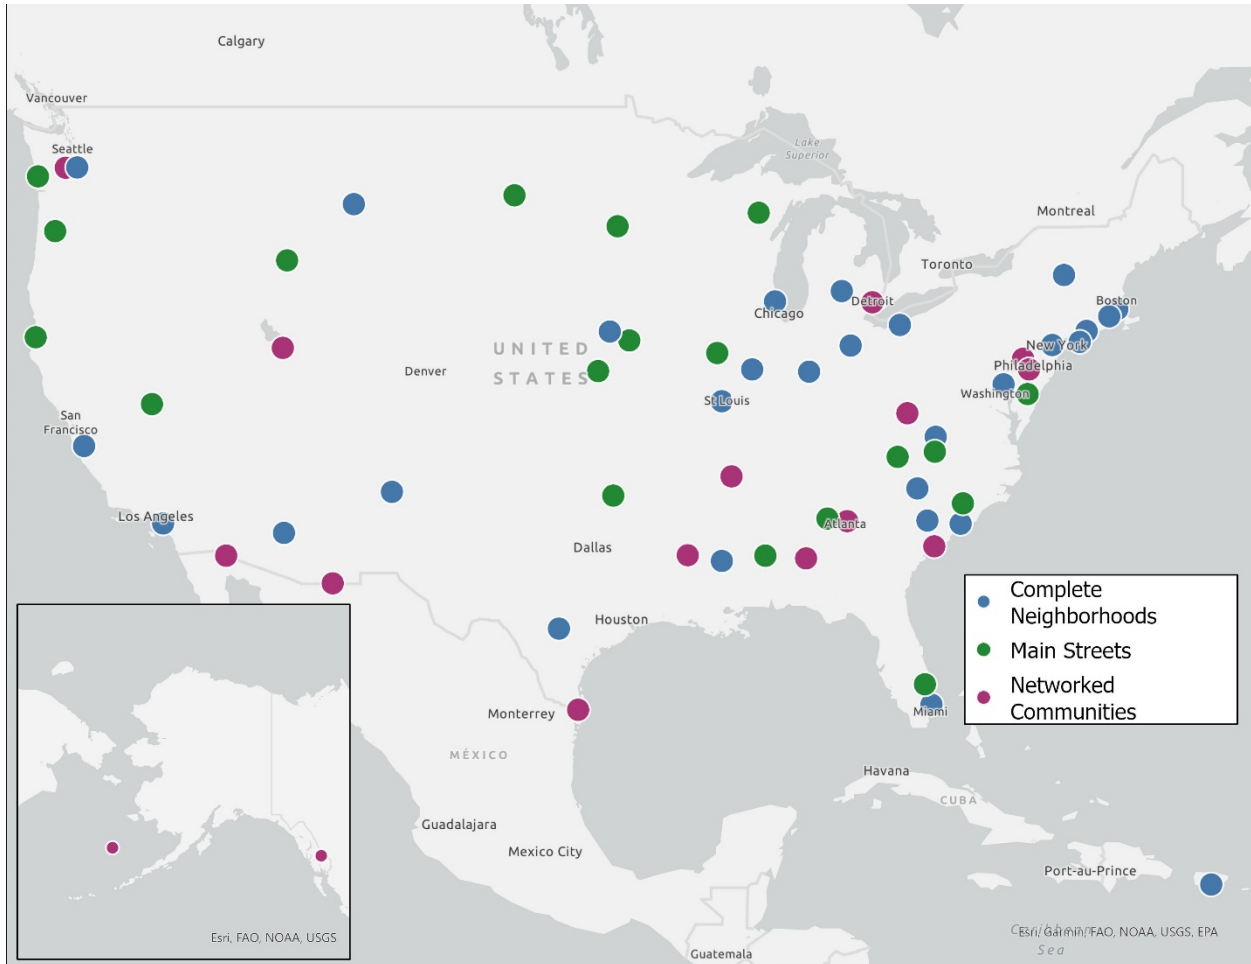 Calgary
Vancouver
Seattle
Lake
Superior
Montreal
Toronto
Boston
Detroit
Chicago
UNITED
STATES
New York
Denver
Philadelphia
Washington
St Louis
San
Francisco
Los Angeles
Atlanta
Dallas
Houston
Complete
Neighborhoods
Main Streets
Networked
Communities
Monterrey
Miami
MÉXICO
Havana
CUBA
Guadalajara
Mexico City
Port-au-Prince
Esri, FAO, NOAA, USGS
Esri, Garmin, FAO, NOAA, USGS, EPA
Caribbean
Sea
Guatemala